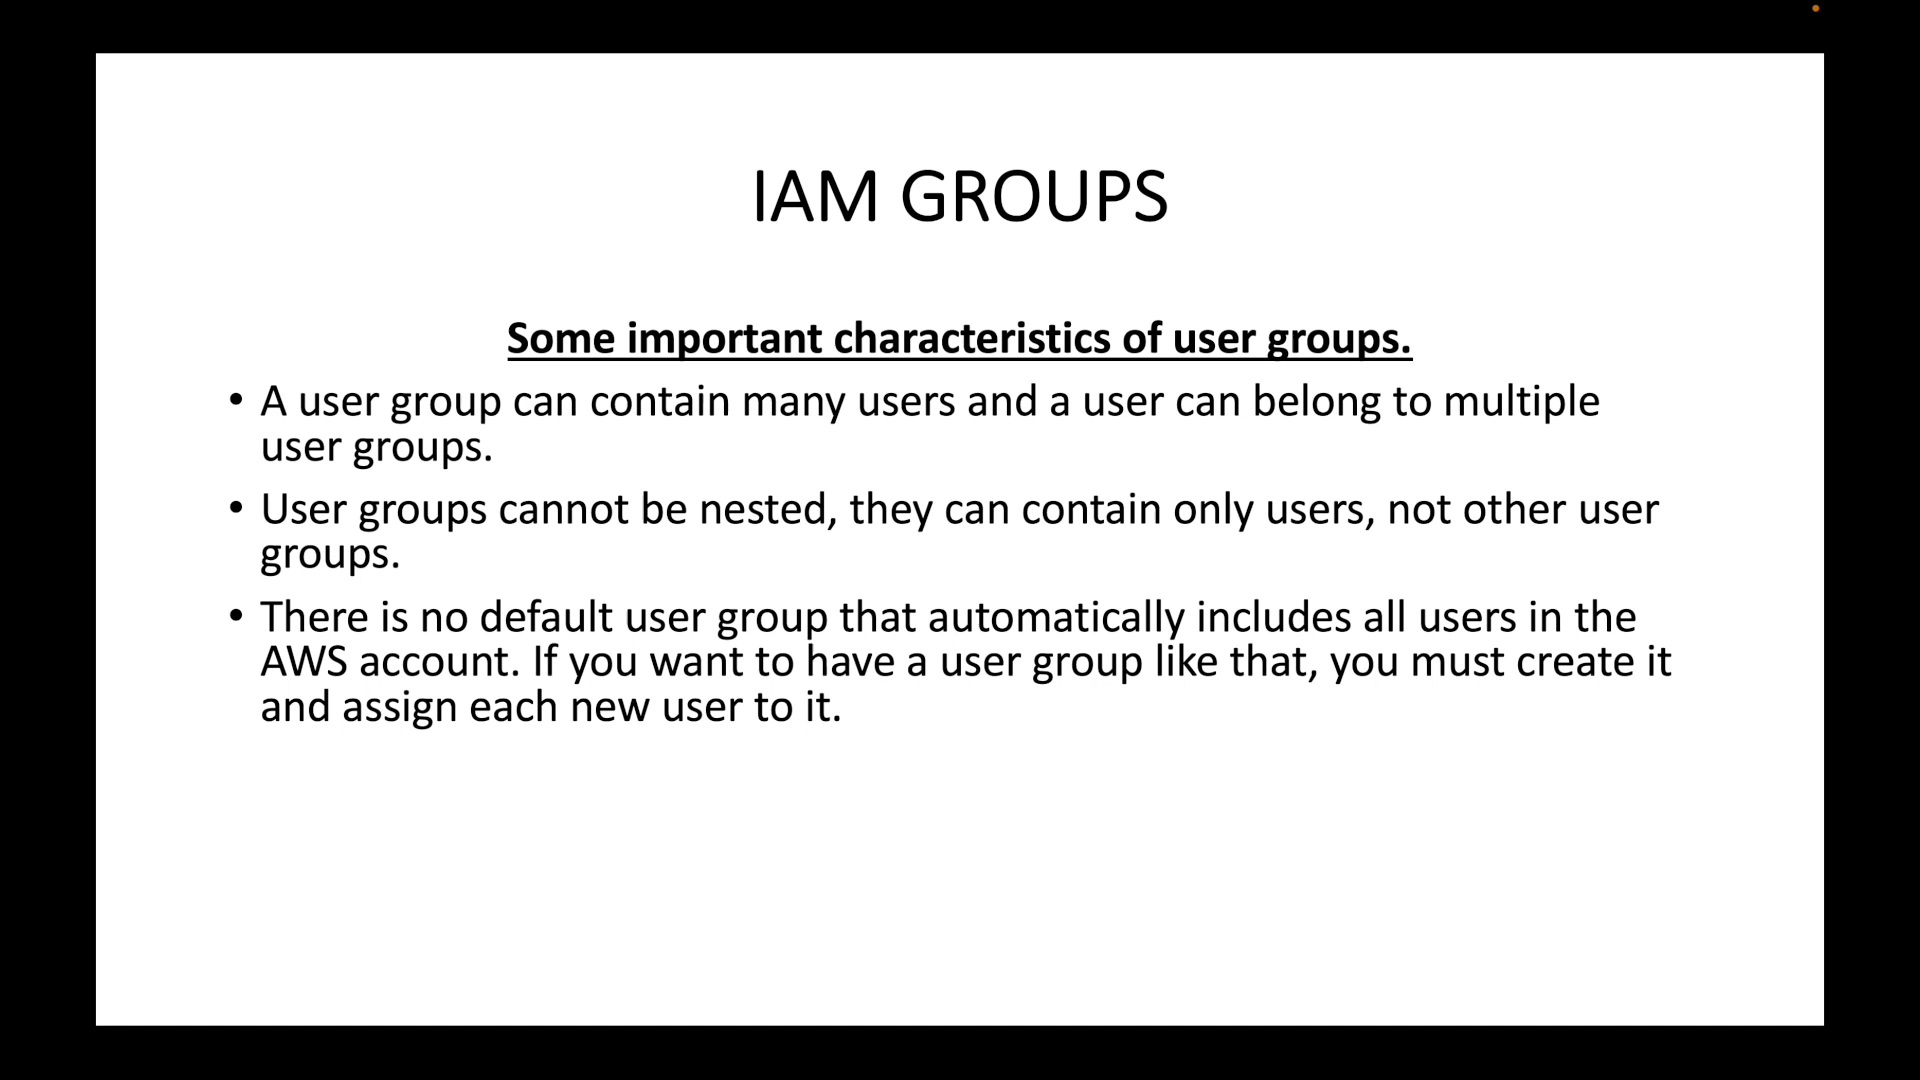 IAM GROUPS
Some important characteristics of user groups.
• A user group can contain many users and a user can belong to multiple
user groups.
• User groups cannot be nested, they can contain only users, not other user
groups.
• There is no default user group that automatically includes all users in the
AWS account. If you want to have a user group like that, you must create it
and assign each new user to it.